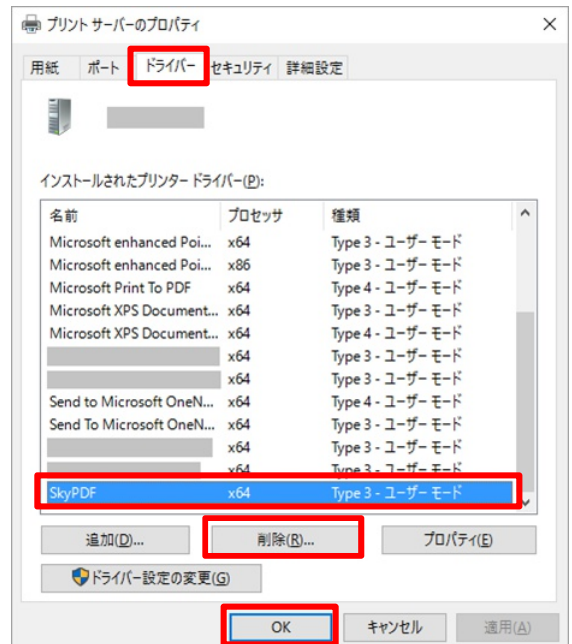 プリント サーバーのプロパティ
用紙 ポート ドライバー セキュリティ 詳細設定
インストールされたプリンター ドライバー(P):
名前 プロセッサ 種類
Microsoft enhanced Poi... x64 Type 3 - ユーザー モード
Microsoft enhanced Poi... x86 Type 3 - ユーザー モード
Microsoft Print To PDF x64 Type 4 - ユーザー モード
Microsoft XPS Document... x64 Type 3 - ユーザー モード
Microsoft XPS Document... x64 Type 4 - ユーザー モード
x64 Type 3 - ユーザー モード
x64 Type 3 - ユーザー モード
Send to Microsoft OneN... x64 Type 4 - ユーザー モード
Send To Microsoft OneN... x64 Type 3 - ユーザー モード
x64 Type 3 - ユーザー モード
x64 Type 3 - ユーザー モード
SkyPDF x64 Type 3 - ユーザー モード
追加(D)... 削除(R)... プロパティ(E)
ドライバー設定の変更(G)
OK キャンセル 適用(A)